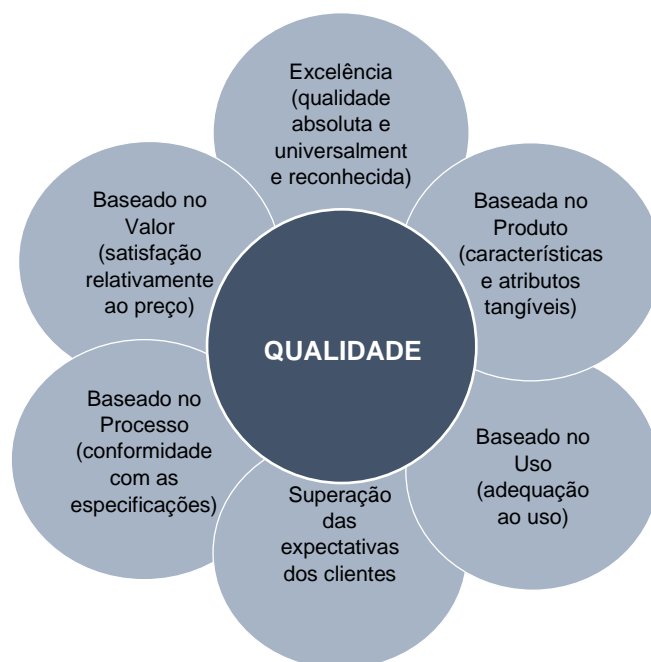 Excelência
(qualidade
absoluta e
universalment
e reconhecida)
Baseada no
Produto
(características
e atributos
tangíveis)
Baseado no
Uso
(adequação
ao uso)
Superação
das
expectativas
dos clientes
Baseado no
Processo
(conformidade
com as
especificações)
Baseado no
Valor
(satisfação
relativamente
ao preço)
QUALIDADE